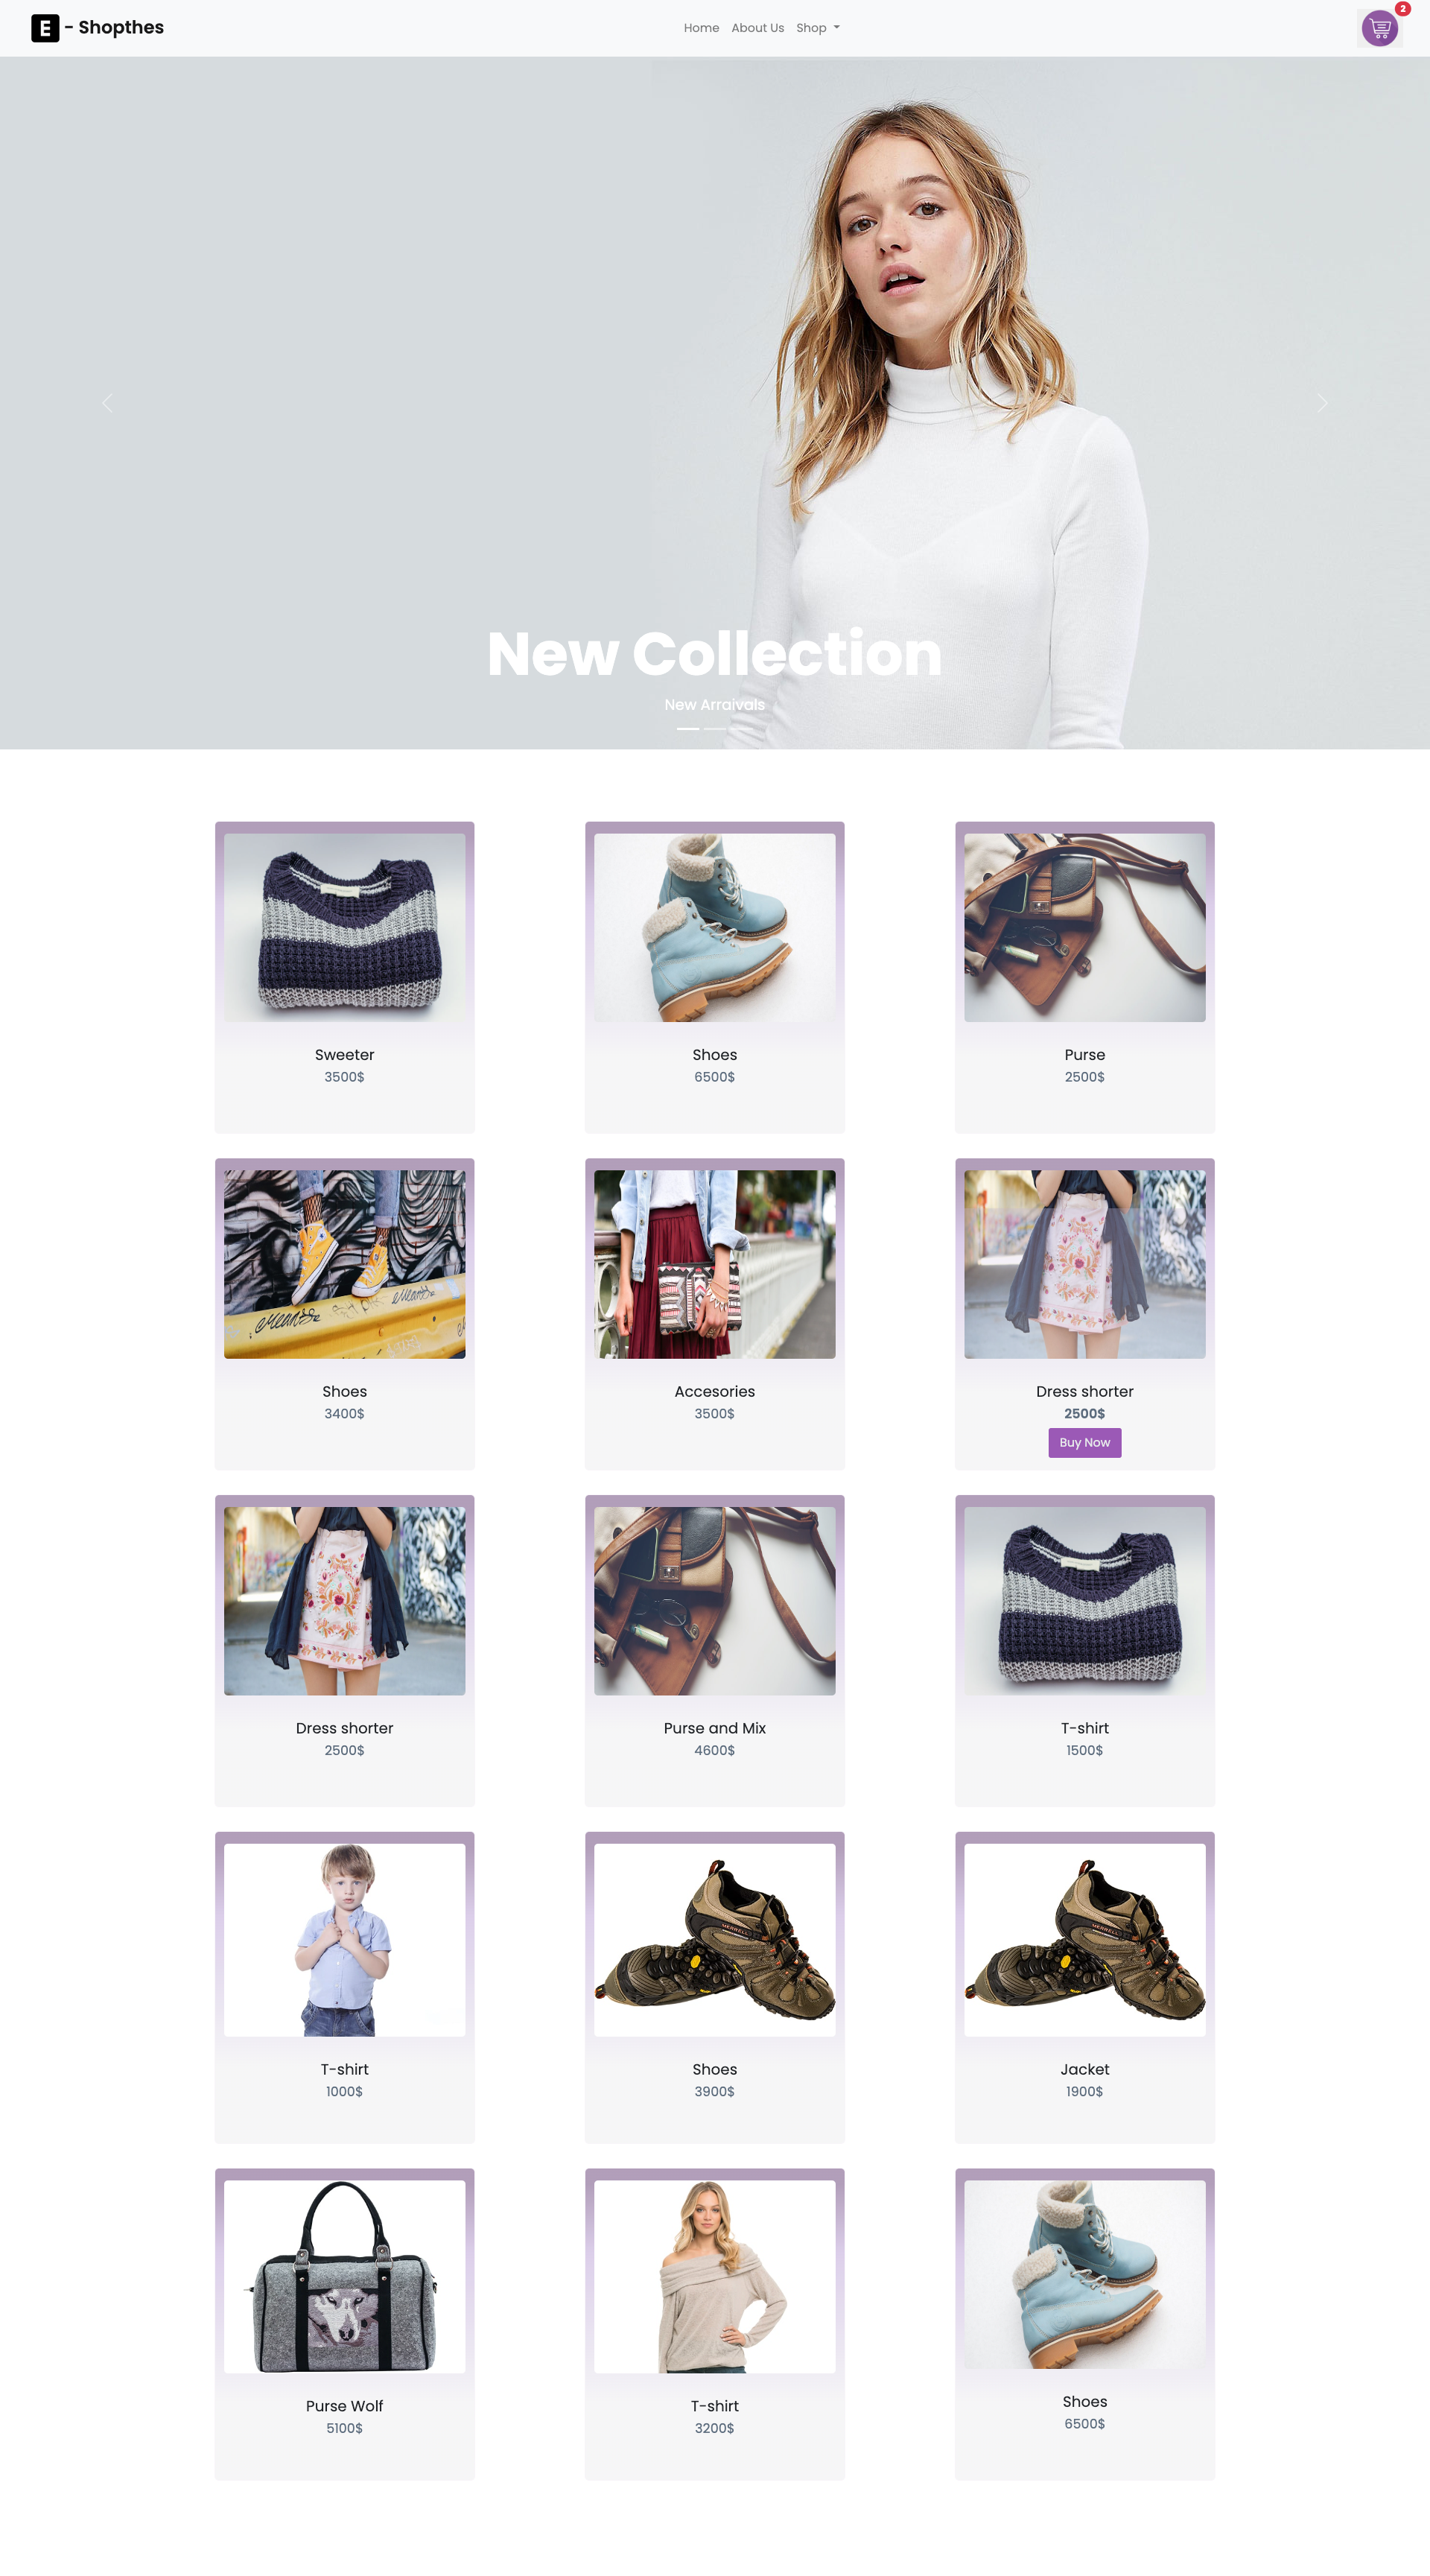 E - Shopthes
Home About Us Shop
2
New Collection
New Arraivals
Sweeter
3500$
Shoes
6500$
Purse
2500$
Shoes
3400$
Accesories
3500$
Dress shorter
2500$
Buy Now
Dress shorter
2500$
Purse and Mix
4600$
T-shirt
1500$
T-shirt
1000$
MERRELL
Shoes
3900$
MERRELL
Jacket
1900$
Purse Wolf
5100$
T-shirt
3200$
Shoes
6500$